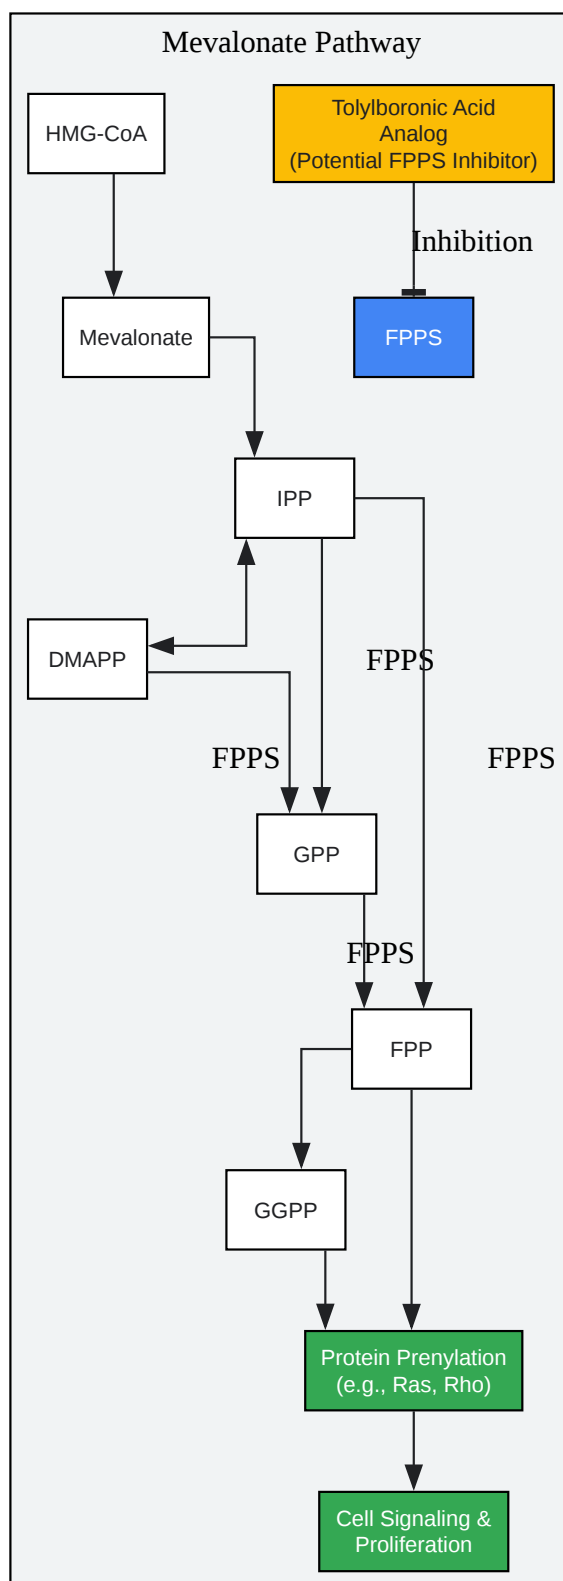 Mevalonate Pathway
HMG-CoA
Tolylboronic Acid
Analog
(Potential FPPS Inhibitor)
Inhibition
Mevalonate
FPPS
IPP
DMAPP
FPPS
FPPS
FPPS
GPP
FPPS
FPP
GGPP
Protein Prenylation
(e.g., Ras, Rho)
Cell Signaling &
Proliferation